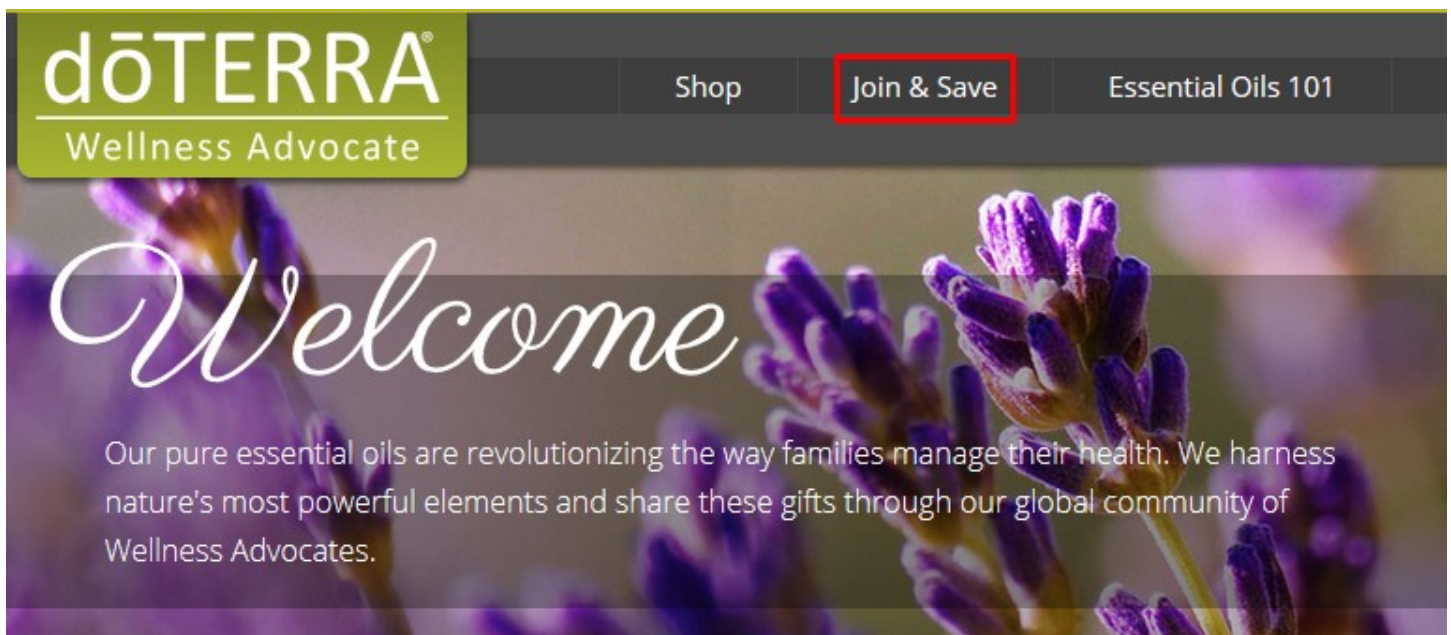 dōTERRA®
Wellness Advocate
Shop
Join & Save
Essential Oils 101
Welcome
Our pure essential oils are revolutionizing the way families manage their health. We harness
nature's most powerful elements and share these gifts through our global community of
Wellness Advocates.